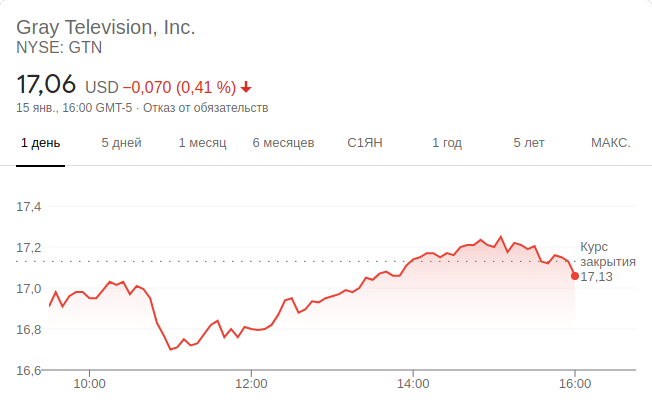 Gray Television, Inc.
NYSE: GTN
17,06 USD −0,070 (0,41 %)
15 янв., 16:00 GMT-5 · Отказ от обязательств
1 день 5 дней 1 месяц 6 месяцев С1ЯН 1 год 5 лет МАКС.
17,4
17,2
17,0
16,8
16,6
Курс
закрытия
17,13
10:00 12:00 14:00 16:00